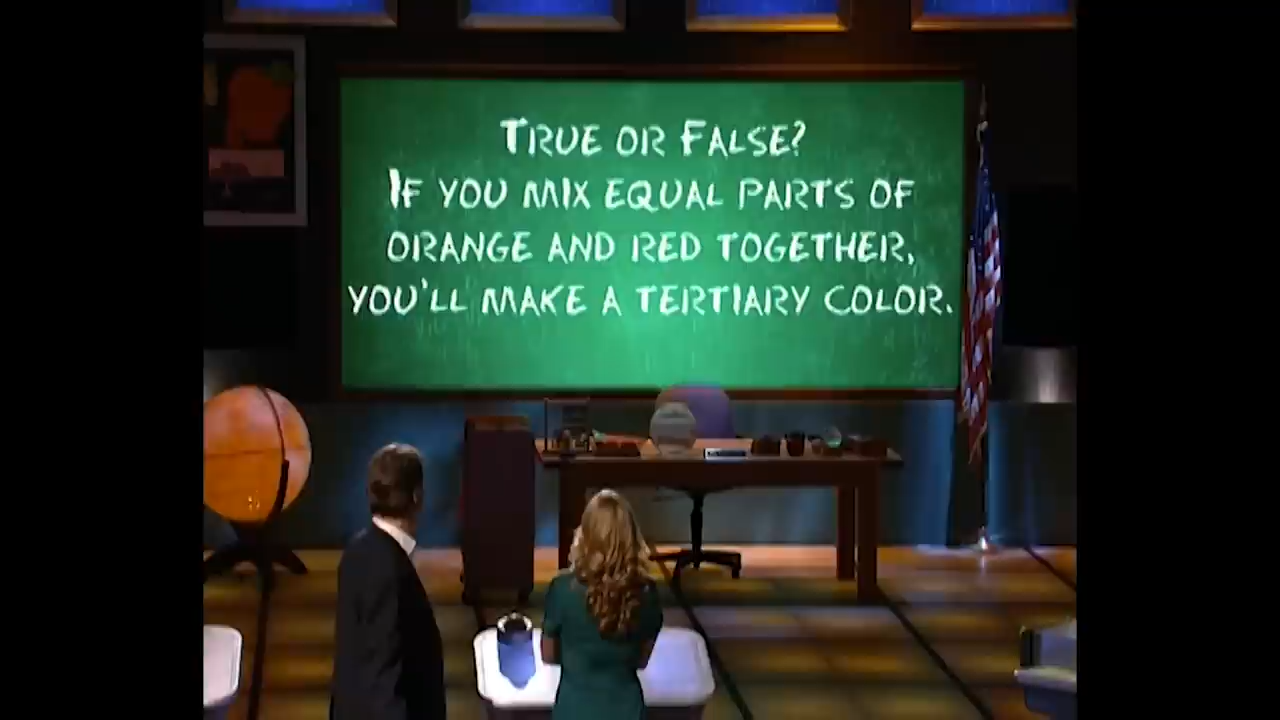 True or False?
If you mix equal parts of
orange and red together,
you'll make a tertiary color.